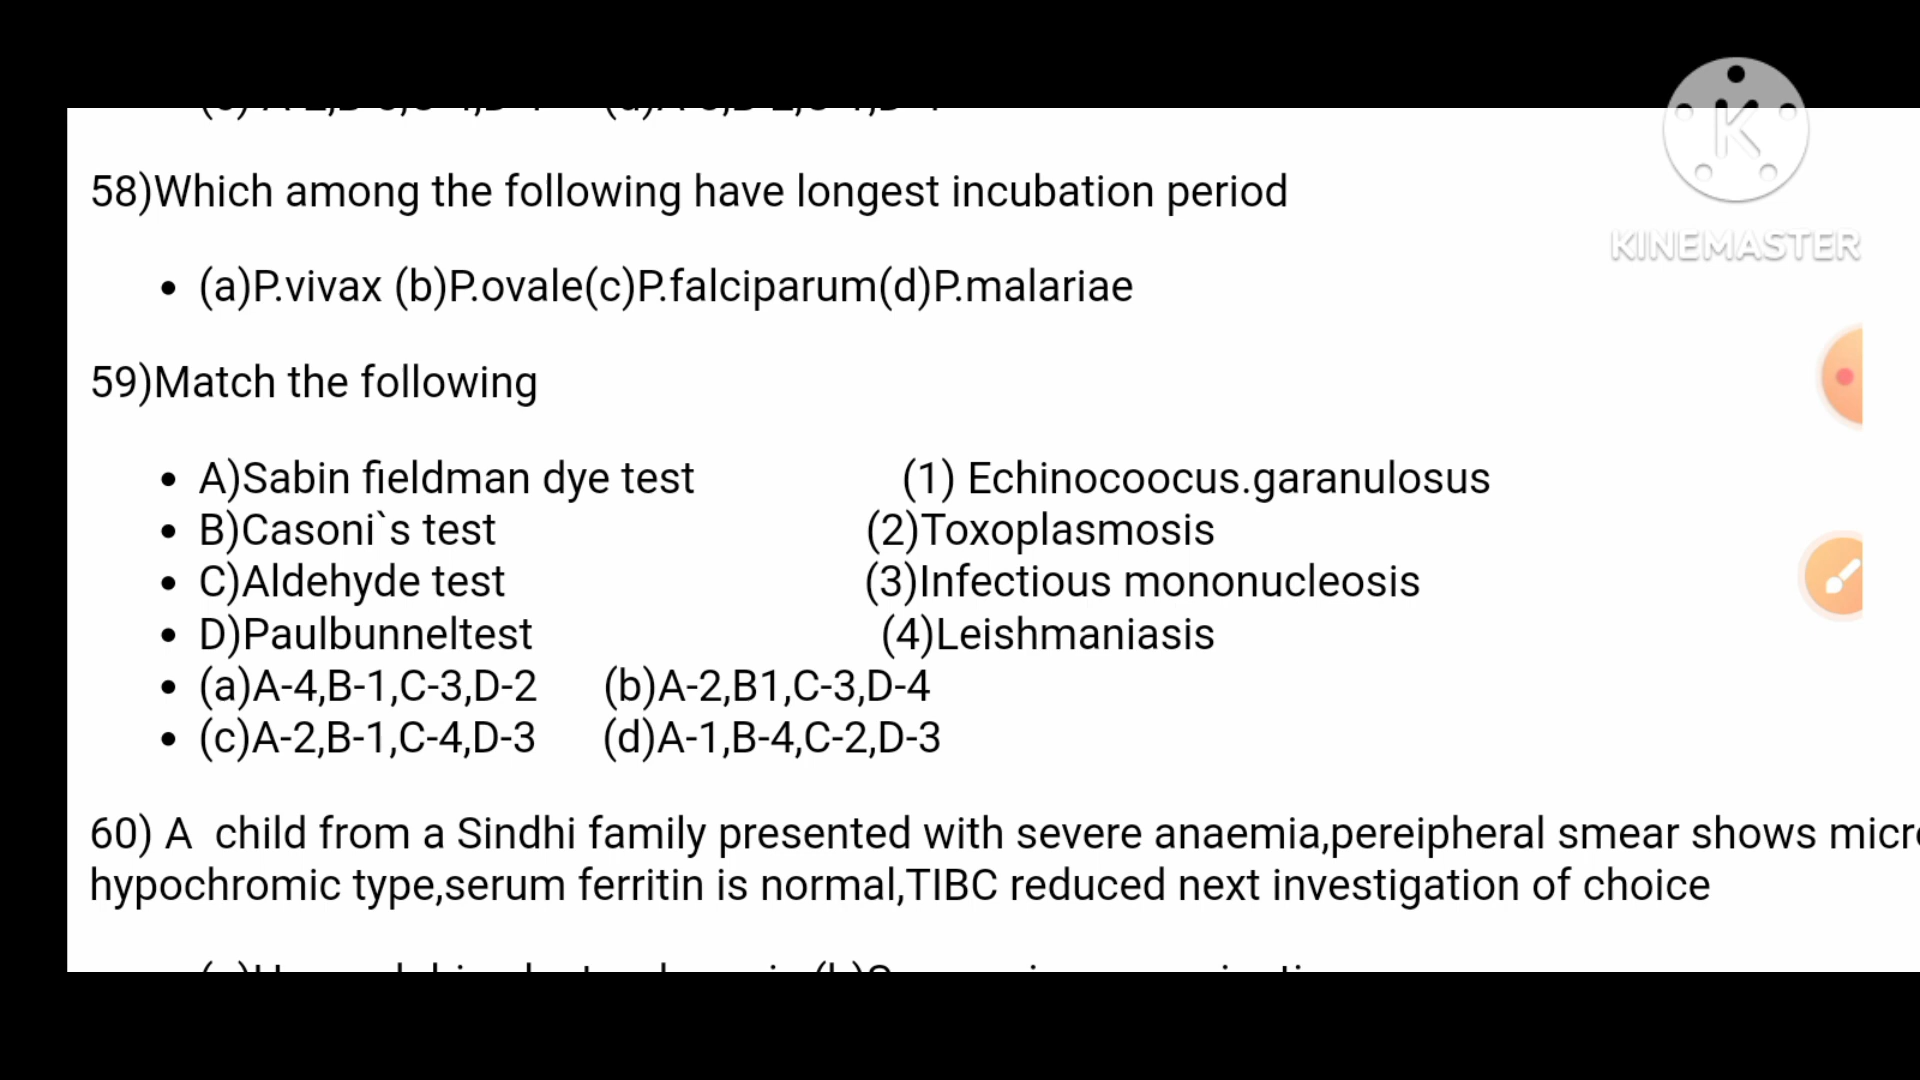 58)Which among the following have longest incubation period
• (a)P.vivax (b)P.ovale(c)P.falciparum(d)P.malariae
59)Match the following
• A)Sabin fieldman dye test (1) Echinocoocus.garanulosus
• B)Casoni`s test (2)Toxoplasmosis
• C)Aldehyde test (3)Infectious mononucleosis
• D)Paulbunneltest (4)Leishmaniasis
• (a)A-4,B-1,C-3,D-2 (b)A-2,B1,C-3,D-4
• (c)A-2,B-1,C-4,D-3 (d)A-1,B-4,C-2,D-3
60) A child from a Sindhi family presented with severe anaemia,pereipheral smear shows
hypochromic type,serum ferritin is normal,TIBC reduced next investigation of choice
K
KINEMASTER